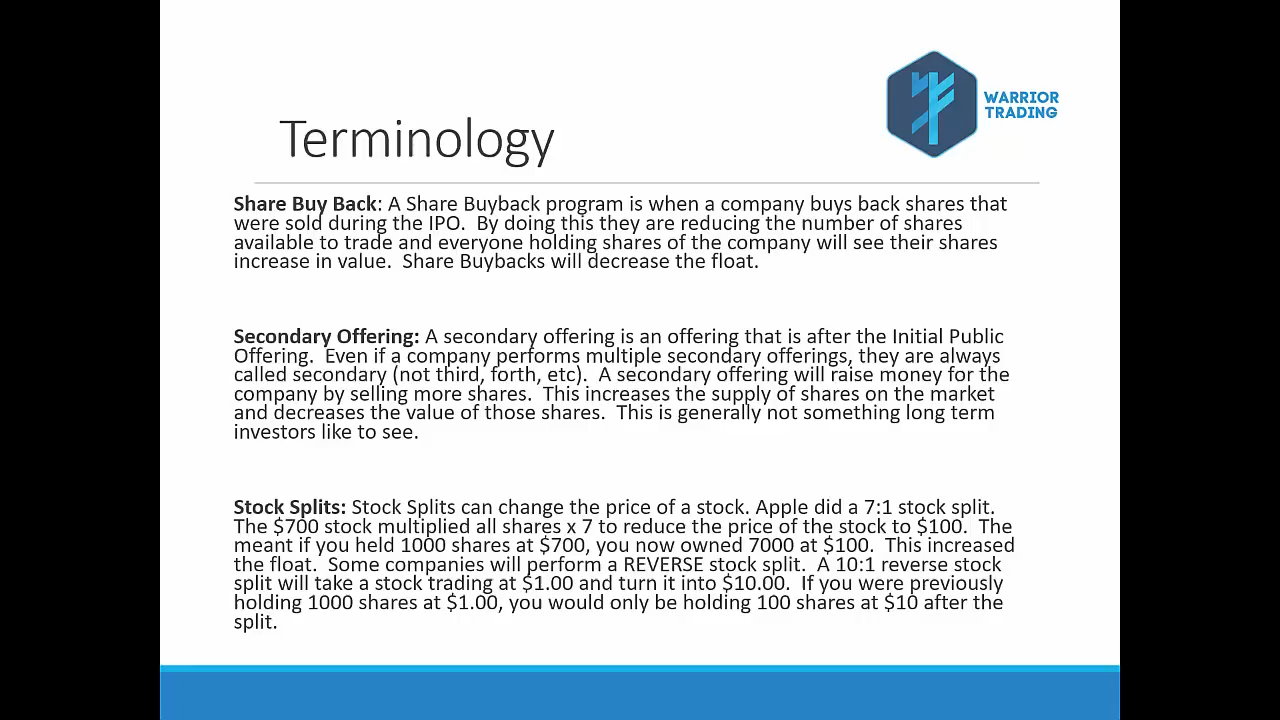 WARRIOR
TRADING
Terminology
Share Buy Back: A Share Buyback program is when a company buys back shares that
were sold during the IPO.  By doing this they are reducing the number of shares
available to trade and everyone holding shares of the company will see their shares
increase in value.  Share Buybacks will decrease the float.
Secondary Offering: A secondary offering is an offering that is after the Initial Public
Offering.  Even if a company performs multiple secondary offerings, they are always
called secondary (not third, forth, etc).  A secondary offering will raise money for the
company by selling more shares.  This increases the supply of shares on the market
and decreases the value of those shares.  This is generally not something long term
investors like to see.
Stock Splits: Stock Splits can change the price of a stock. Apple did a 7:1 stock split.
The $700 stock multiplied all shares x 7 to reduce the price of the stock to $100.  The
meant if you held 1000 shares at $700, you now owned 7000 at $100.  This increased
the float.  Some companies will perform a REVERSE stock split.  A 10:1 reverse stock
split will take a stock trading at $1.00 and turn it into $10.00.  If you were previously
holding 1000 shares at $1.00, you would only be holding 100 shares at $10 after the
split.